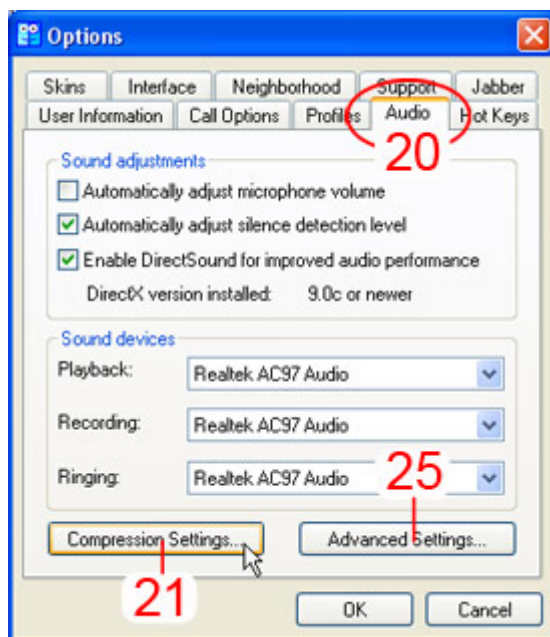 Options
Skins Interface Neighborhood Support Jabber
User Information Call Options Profiles Audio Hot Keys
20
Sound adjustments
Automatically adjust microphone volume
Automatically adjust silence detection level
Enable DirectSound for improved audio performance
DirectX version installed: 9.0c or newer
Sound devices
Playback: Realtek AC97 Audio
Recording: Realtek AC97 Audio
Ringing: Realtek AC97 Audio
25
Compression Settings... Advanced Settings...
21
OK Cancel